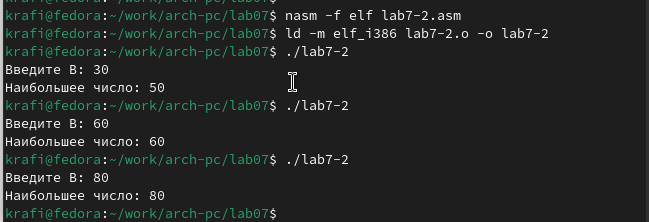 krafi@fedora:~/work/arch-pc/lab07$ nasm -f elf lab7-2.asm
krafi@fedora:~/work/arch-pc/lab07$ ld -m elf_i386 lab7-2.o -o lab7-2
krafi@fedora:~/work/arch-pc/lab07$ ./lab7-2
Введите B: 30
Наибольшее число: 50
krafi@fedora:~/work/arch-pc/lab07$ ./lab7-2
Введите B: 60
Наибольшее число: 60
krafi@fedora:~/work/arch-pc/lab07$ ./lab7-2
Введите B: 80
Наибольшее число: 80
krafi@fedora:~/work/arch-pc/lab07$